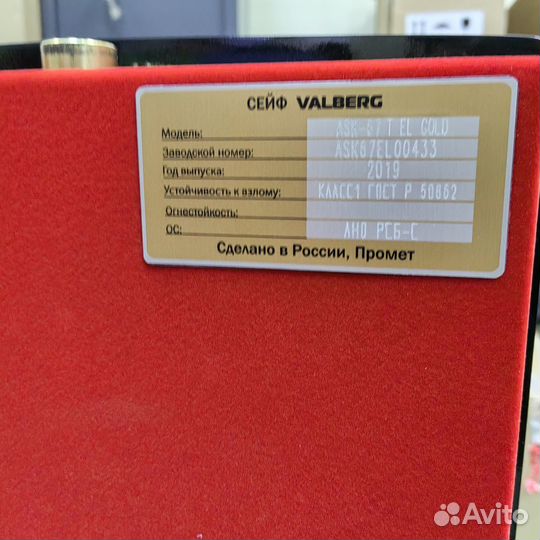 СЕЙФ VALBERG
Модель: ASK-67 T EL GOLD
Заводской номер: ASK67EL00433
Год выпуска: 2019
Устойчивость к взлому: КЛАСС1 ГОСТ Р 50862
Огнестойкость:
ОС: АНО РСБ-С
Сделано в России, Промет
Avito